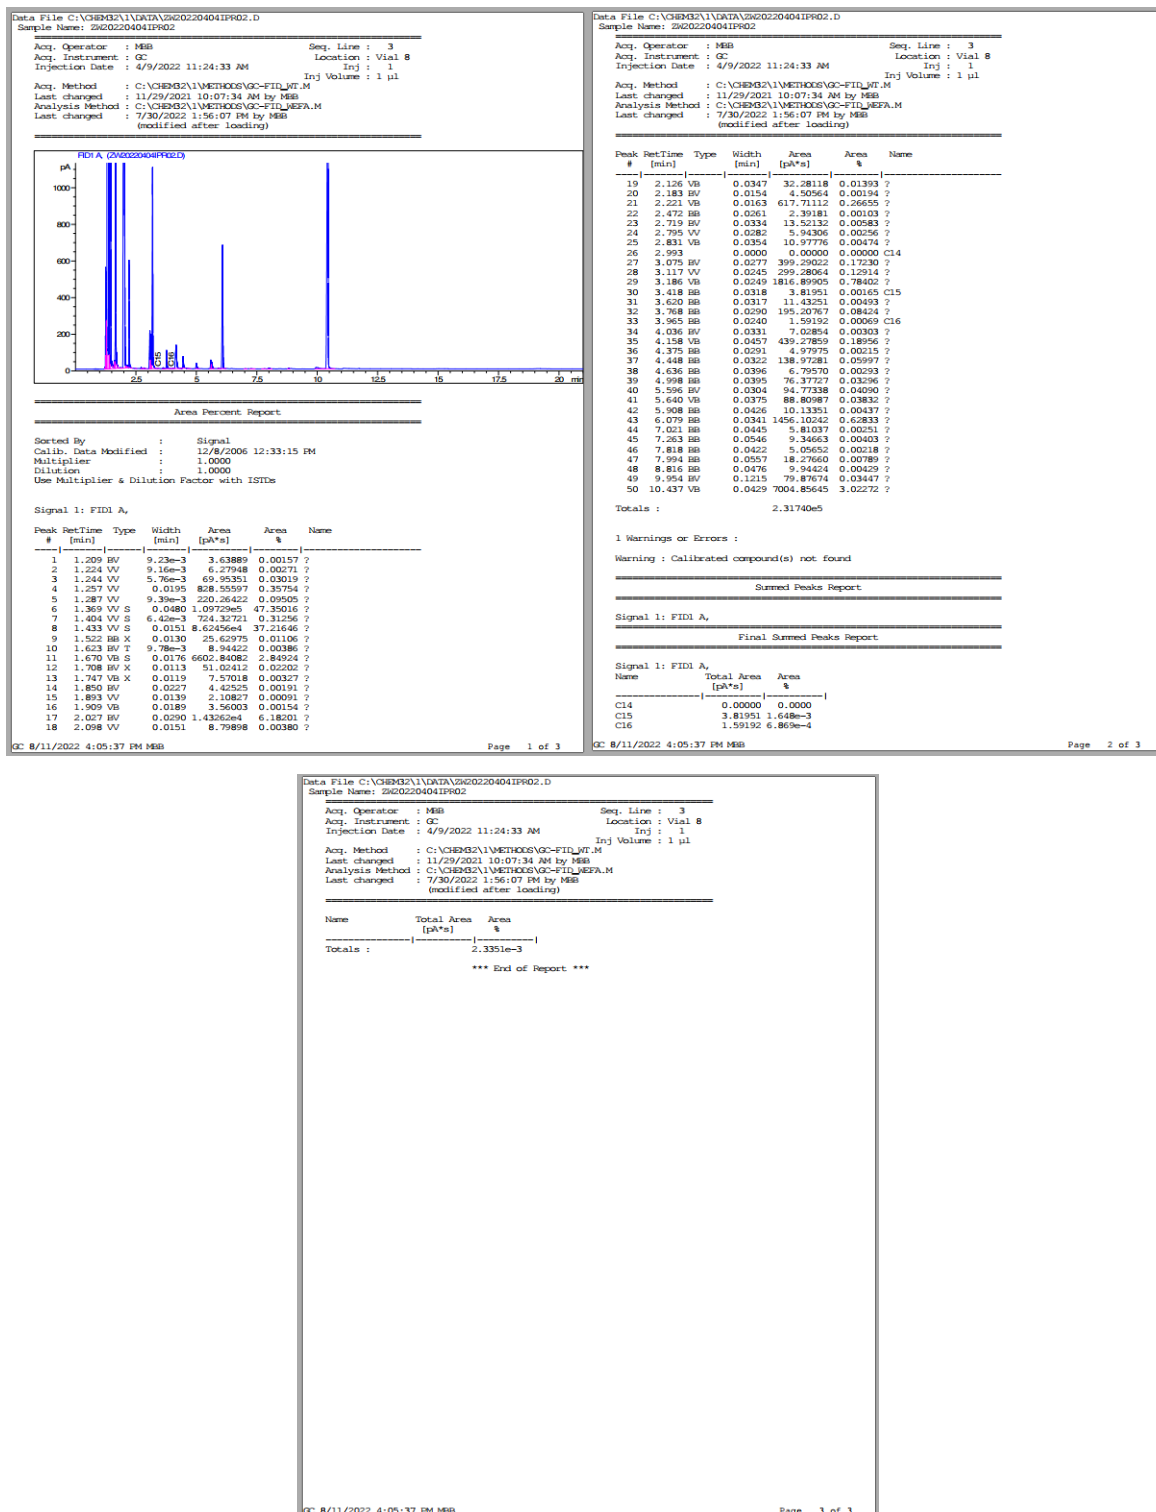 Data File C:\CHEM32\1\DATA\ZW20220404IPR02.D
Sample Name: ZW20220404IPR02
Acq. Operator : MBB Seq. Line : 3
Acq. Instrument : GC Location : Vial 8
Injection Date : 4/9/2022 11:24:33 AM Inj : 1
Inj Volume : 1 µl
Acq. Method : C:\CHEM32\1\METHODS\GC-FID_WT.M
Last changed : 11/29/2021 10:07:34 AM by MBB
Analysis Method : C:\CHEM32\1\METHODS\GC-FID_WEFA.M
Last changed : 7/30/2022 1:56:07 PM by MBB
(modified after loading)
FID1 A, (ZW20220404IPR02.D)
pA
1000
800
600
400
200
0
C15
C16
2.5 5 7.5 10 12.5 15 17.5 20 min
Area Percent Report
Sorted By : Signal
Calib. Data Modified : 12/8/2006 12:33:15 PM
Multiplier : 1.0000
Dilution : 1.0000
Use Multiplier & Dilution Factor with ISTDs
Signal 1: FID1 A,
Peak RetTime Type Width Area Area Name
# [min] [min] [pA*s] %
1 1.209 BV 9.23e-3 3.63889 0.00157 ?
2 1.224 VV 9.16e-3 6.27948 0.00271 ?
3 1.244 VV 5.76e-3 69.95351 0.03019 ?
4 1.257 VV 0.0195 828.55597 0.35754 ?
5 1.287 VV 9.39e-3 220.26422 0.09505 ?
6 1.369 VV S 0.0480 1.09729e5 47.35016 ?
7 1.404 VV S 6.42e-3 724.32721 0.31256 ?
8 1.433 VV S 0.0151 8.62456e4 37.21646 ?
9 1.522 BB X 0.0130 25.62975 0.01106 ?
10 1.623 BV T 9.78e-3 8.94422 0.00386 ?
11 1.670 VB S 0.0176 6602.84082 2.84924 ?
12 1.708 BV X 0.0113 51.02412 0.02202 ?
13 1.747 VB X 0.0119 7.57018 0.00327 ?
14 1.850 BV 0.0227 4.42525 0.00191 ?
15 1.893 VV 0.0139 2.10827 0.00091 ?
16 1.909 VB 0.0189 3.56003 0.00154 ?
17 2.027 BV 0.0290 1.43262e4 6.18201 ?
18 2.098 VV 0.0151 8.79898 0.00380 ?
GC 8/11/2022 4:05:37 PM MBB Page 1 of 3
Data File C:\CHEM32\1\DATA\ZW20220404IPR02.D
Sample Name: ZW20220404IPR02
Acq. Operator : MBB Seq. Line : 3
Acq. Instrument : GC Location : Vial 8
Injection Date : 4/9/2022 11:24:33 AM Inj : 1
Inj Volume : 1 µl
Acq. Method : C:\CHEM32\1\METHODS\GC-FID_WT.M
Last changed : 11/29/2021 10:07:34 AM by MBB
Analysis Method : C:\CHEM32\1\METHODS\GC-FID_WEFA.M
Last changed : 7/30/2022 1:56:07 PM by MBB
(modified after loading)
Peak RetTime Type Width Area Area Name
# [min] [min] [pA*s] %
19 2.126 VB 0.0347 32.28118 0.01393 ?
20 2.183 BV 0.0154 4.50564 0.00194 ?
21 2.221 VB 0.0163 617.71112 0.26655 ?
22 2.472 BB 0.0261 2.39181 0.00103 ?
23 2.719 BV 0.0334 13.52132 0.00583 ?
24 2.795 VV 0.0282 5.94306 0.00256 ?
25 2.831 VB 0.0354 10.97776 0.00474 ?
26 2.993 0.0000 0.00000 0.00000 C14
27 3.075 BV 0.0277 399.29022 0.17230 ?
28 3.117 VV 0.0245 299.28064 0.12914 ?
29 3.186 VB 0.0249 1816.89905 0.78402 ?
30 3.418 BB 0.0318 3.81951 0.00165 C15
31 3.620 BB 0.0317 11.43251 0.00493 ?
32 3.768 BB 0.0290 195.20767 0.08424 ?
33 3.965 BB 0.0240 1.59192 0.00069 C16
34 4.036 BV 0.0331 7.02854 0.00303 ?
35 4.158 VB 0.0457 439.27859 0.18956 ?
36 4.375 BB 0.0291 4.97975 0.00215 ?
37 4.448 BB 0.0322 138.97281 0.05997 ?
38 4.636 BB 0.0396 6.79570 0.00293 ?
39 4.998 BB 0.0395 76.37727 0.03296 ?
40 5.596 BV 0.0304 94.77338 0.04090 ?
41 5.640 VB 0.0375 88.80987 0.03832 ?
42 5.908 BB 0.0426 10.13351 0.00437 ?
43 6.079 BB 0.0341 1456.10242 0.62833 ?
44 7.021 BB 0.0445 5.81037 0.00251 ?
45 7.263 BB 0.0546 9.34663 0.00403 ?
46 7.818 BB 0.0422 5.05652 0.00218 ?
47 7.994 BB 0.0557 18.27660 0.00789 ?
48 8.816 BB 0.0476 9.94424 0.00429 ?
49 9.954 BV 0.1215 79.87674 0.03447 ?
50 10.437 VB 0.0429 7004.85645 3.02272 ?
Totals : 2.31740e5
1 Warnings or Errors :
Warning : Calibrated compound(s) not found
Summed Peaks Report
Signal 1: FID1 A,
Final Summed Peaks Report
Signal 1: FID1 A,
Name Total Area Area
[pA*s] %
C14 0.00000 0.0000
C15 3.81951 1.648e-3
C16 1.59192 6.869e-4
GC 8/11/2022 4:05:37 PM MBB Page 2 of 3
Data File C:\CHEM32\1\DATA\ZW20220404IPR02.D
Sample Name: ZW20220404IPR02
Acq. Operator : MBB Seq. Line : 3
Acq. Instrument : GC Location : Vial 8
Injection Date : 4/9/2022 11:24:33 AM Inj : 1
Inj Volume : 1 µl
Acq. Method : C:\CHEM32\1\METHODS\GC-FID_WT.M
Last changed : 11/29/2021 10:07:34 AM by MBB
Analysis Method : C:\CHEM32\1\METHODS\GC-FID_WEFA.M
Last changed : 7/30/2022 1:56:07 PM by MBB
(modified after loading)
Name Total Area Area
[pA*s] %
Totals : 2.3351e-3
*** End of Report ***
GC 8/11/2022 4:05:37 PM MBB Page 3 of 3